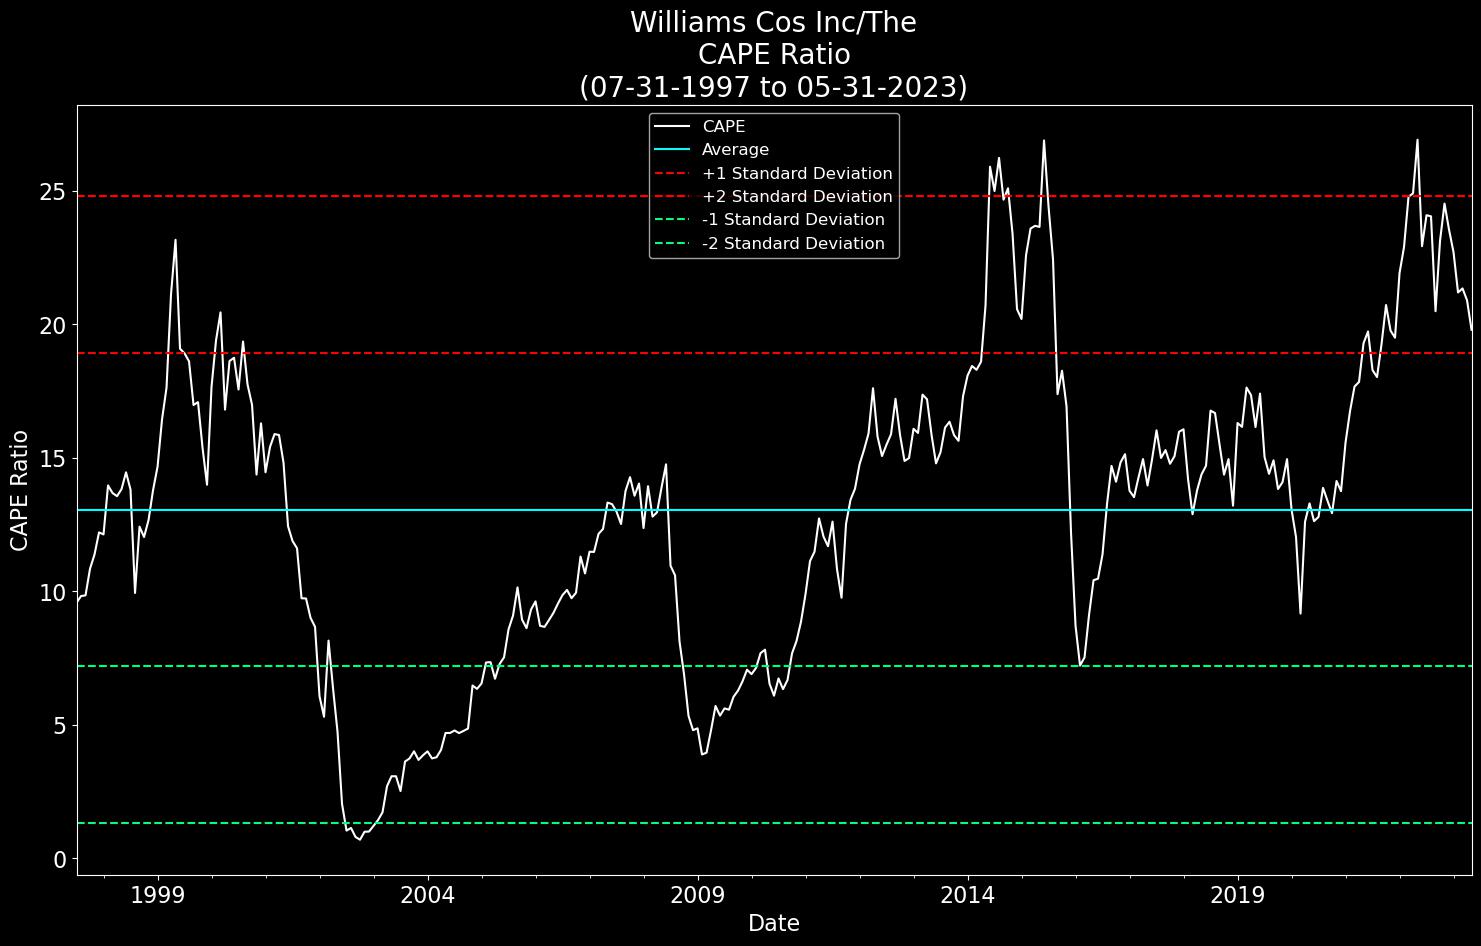 Williams Cos Inc/The
CAPE Ratio
(07-31-1997 to 05-31-2023)
CAPE
Average
+1 Standard Deviation
+2 Standard Deviation
-1 Standard Deviation
-2 Standard Deviation
CAPE Ratio
25
20
15
10
5
0
1999 2004 2009 2014 2019
Date